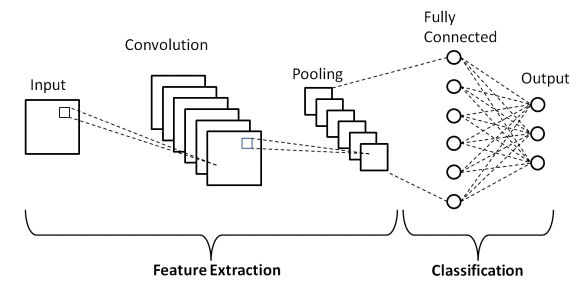 Input
Convolution
Pooling
Fully
Connected
Output
Feature Extraction
Classification